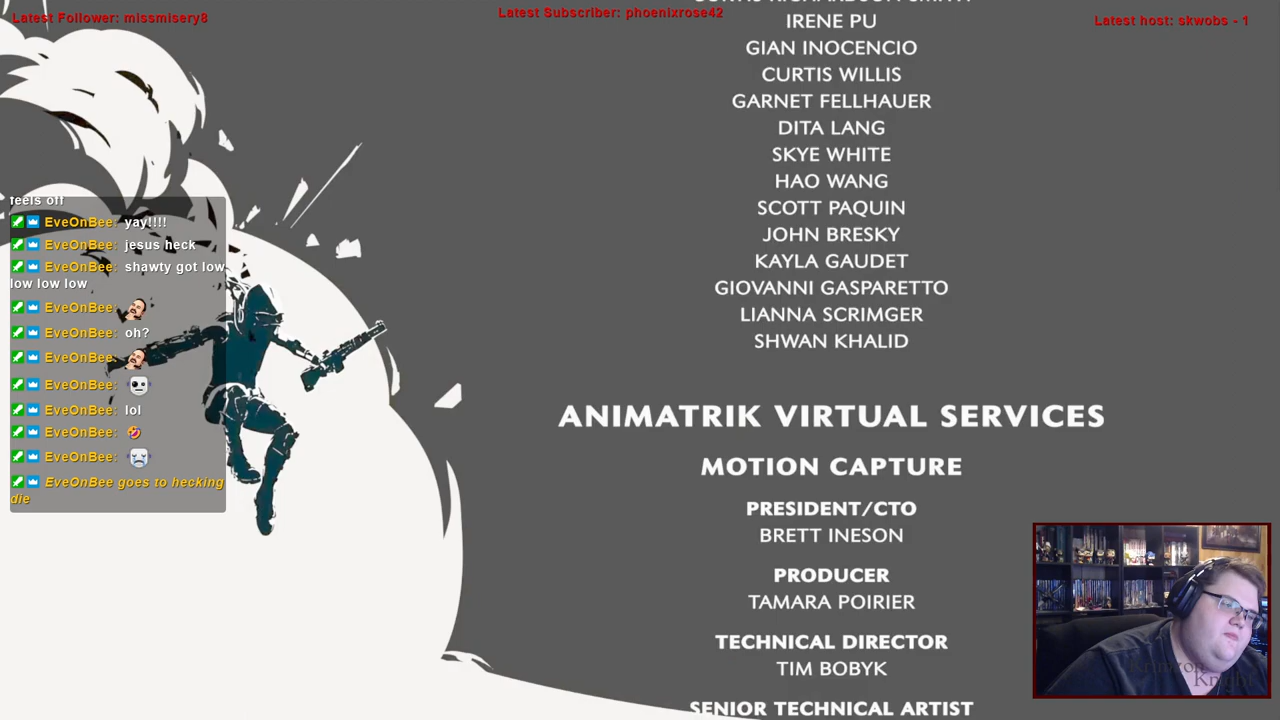 Latest Follower: missmisery8
Latest Subscriber: phoenixrose42
Latest host: skwobs - 1
IRENE PU
GIAN INOCENCIO
CURTIS WILLIS
GARNET FELLHAUER
DITA LANG
SKYE WHITE
HAO WANG
SCOTT PAQUIN
JOHN BRESKY
KAYLA GAUDET
GIOVANNI GASPARETTO
LIANNA SCRIMGER
SHWAN KHALID
ANIMATRIK VIRTUAL SERVICES
MOTION CAPTURE
PRESIDENT/CTO
BRETT INESON
PRODUCER
TAMARA POIRIER
TECHNICAL DIRECTOR
TIM BOBYK
SENIOR TECHNICAL ARTIST
feels off
EveOnBee: yay!!!!
EveOnBee: jesus heck
EveOnBee: shawty got low
low low low
EveOnBee:
EveOnBee: oh?
EveOnBee:
EveOnBee:
EveOnBee: lol
EveOnBee: 🤣
EveOnBee:
EveOnBee goes to hecking
die
Knight